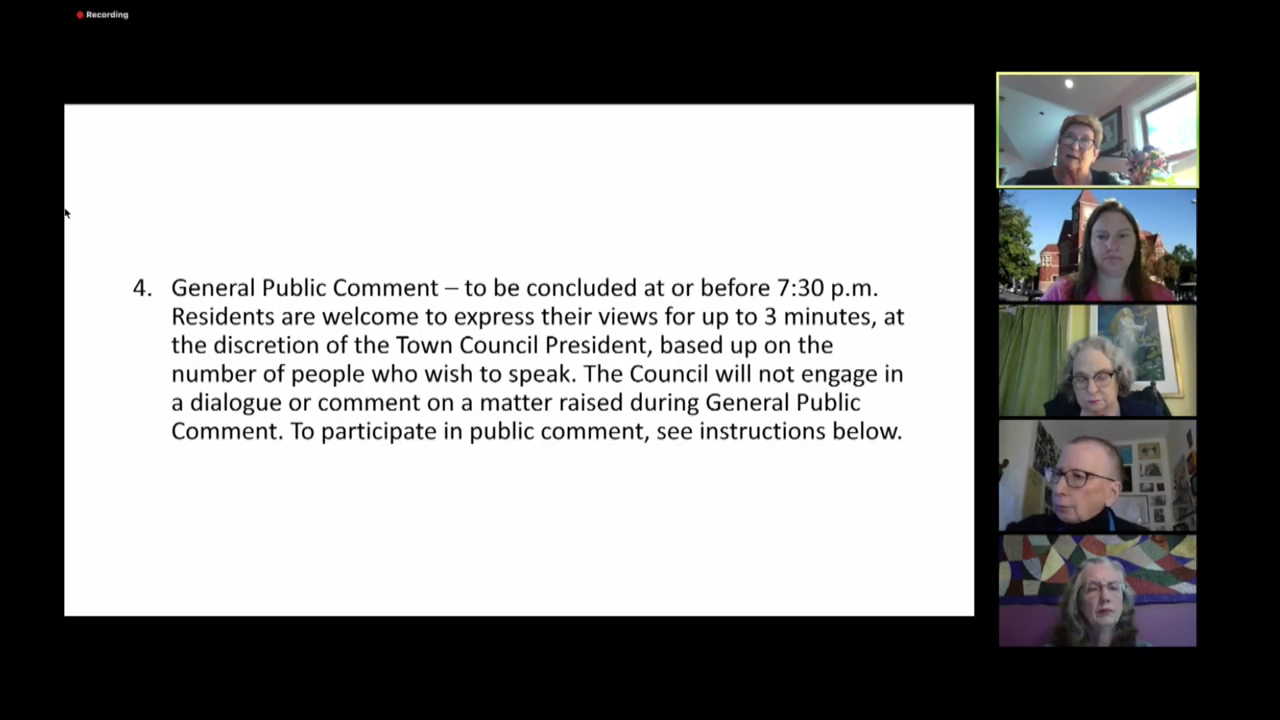 Recording
4. General Public Comment – to be concluded at or before 7:30 p.m.
Residents are welcome to express their views for up to 3 minutes, at
the discretion of the Town Council President, based up on the
number of people who wish to speak. The Council will not engage in
a dialogue or comment on a matter raised during General Public
Comment. To participate in public comment, see instructions below.